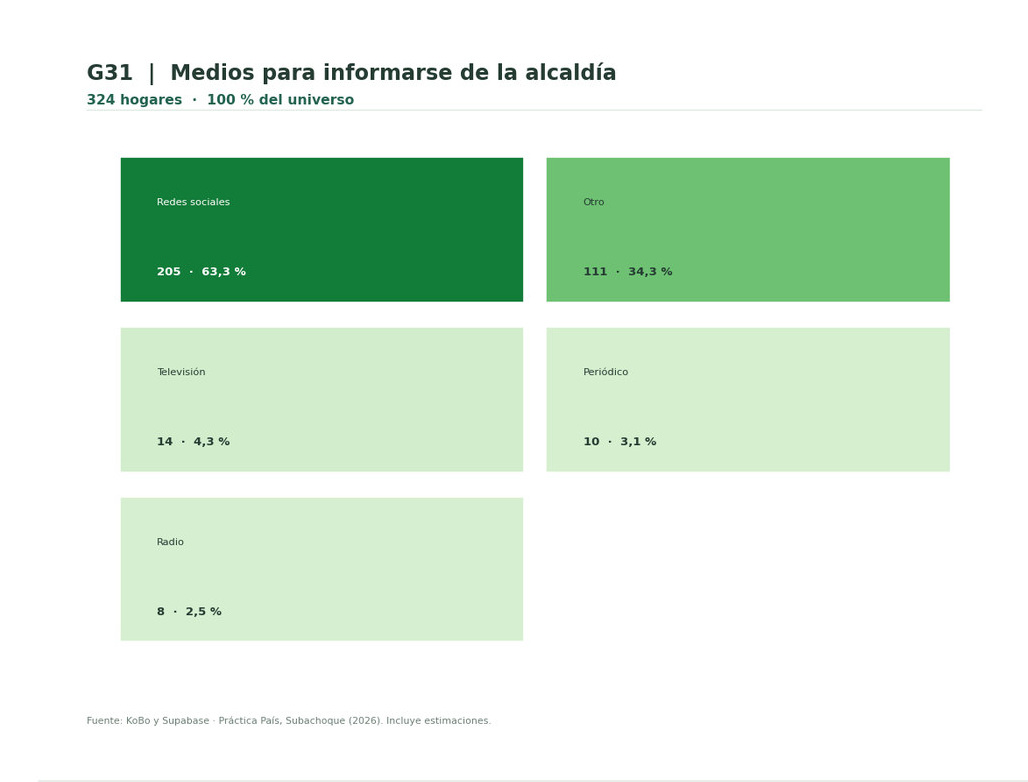 G31 | Medios para informarse de la alcaldía
324 hogares · 100 % del universo
Redes sociales
205 · 63,3 %
Otro
111 · 34,3 %
Televisión
14 · 4,3 %
Periódico
10 · 3,1 %
Radio
8 · 2,5 %
Fuente: KoBo y Supabase · Práctica País, Subachoque (2026). Incluye estimaciones.